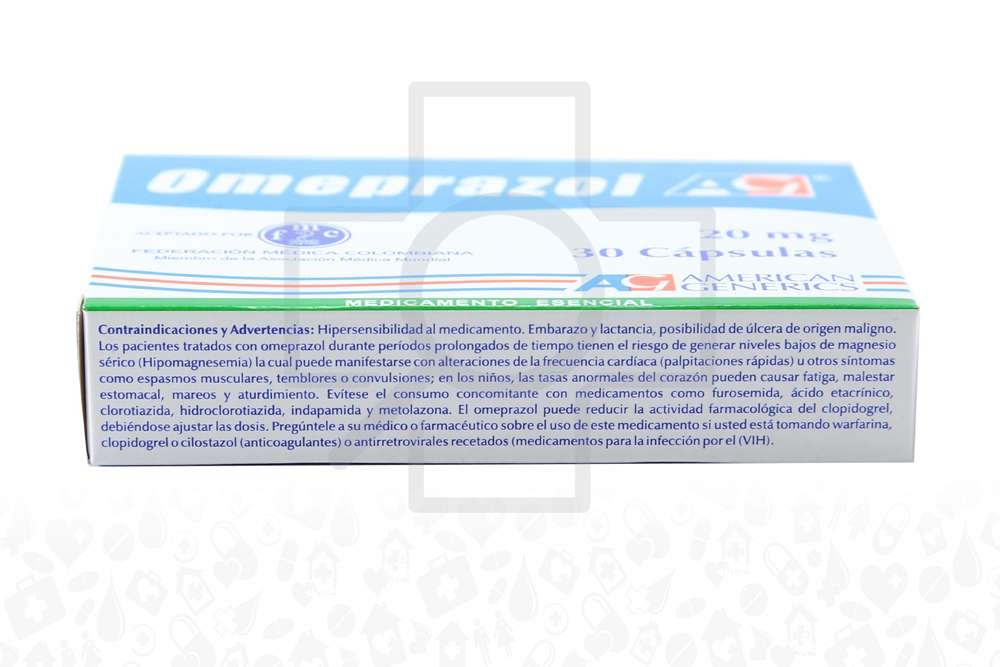 Omeprazol AG®
20 mg
ACEPTADO POR fmc
30 Cápsulas
FEDERACIÓN MÉDICA COLOMBIANA
Miembro de la Asociación Médica Mundial
AG AMERICAN
GENERICS
MEDICAMENTO ESENCIAL
Contraindicaciones y Advertencias: Hipersensibilidad al medicamento. Embarazo y lactancia, posibilidad de úlcera de origen maligno.
Los pacientes tratados con omeprazol durante períodos prolongados de tiempo tienen el riesgo de generar niveles bajos de magnesio
sérico (Hipomagnesemia) la cual puede manifestarse con alteraciones de la frecuencia cardíaca (palpitaciones rápidas) u otros síntomas
como espasmos musculares, temblores o convulsiones; en los niños, las tasas anormales del corazón pueden causar fatiga, malestar
estomacal, mareos y aturdimiento. Evítese el consumo concomitante con medicamentos como furosemida, ácido etacrínico,
clorotiazida, hidroclorotiazida, indapamida y metolazona. El omeprazol puede reducir la actividad farmacológica del clopidogrel,
debiéndose ajustar las dosis. Pregúntele a su médico o farmacéutico sobre el uso de este medicamento si usted está tomando warfarina,
clopidogrel o cilostazol (anticoagulantes) o antirretrovirales recetados (medicamentos para la infección por el (VIH).